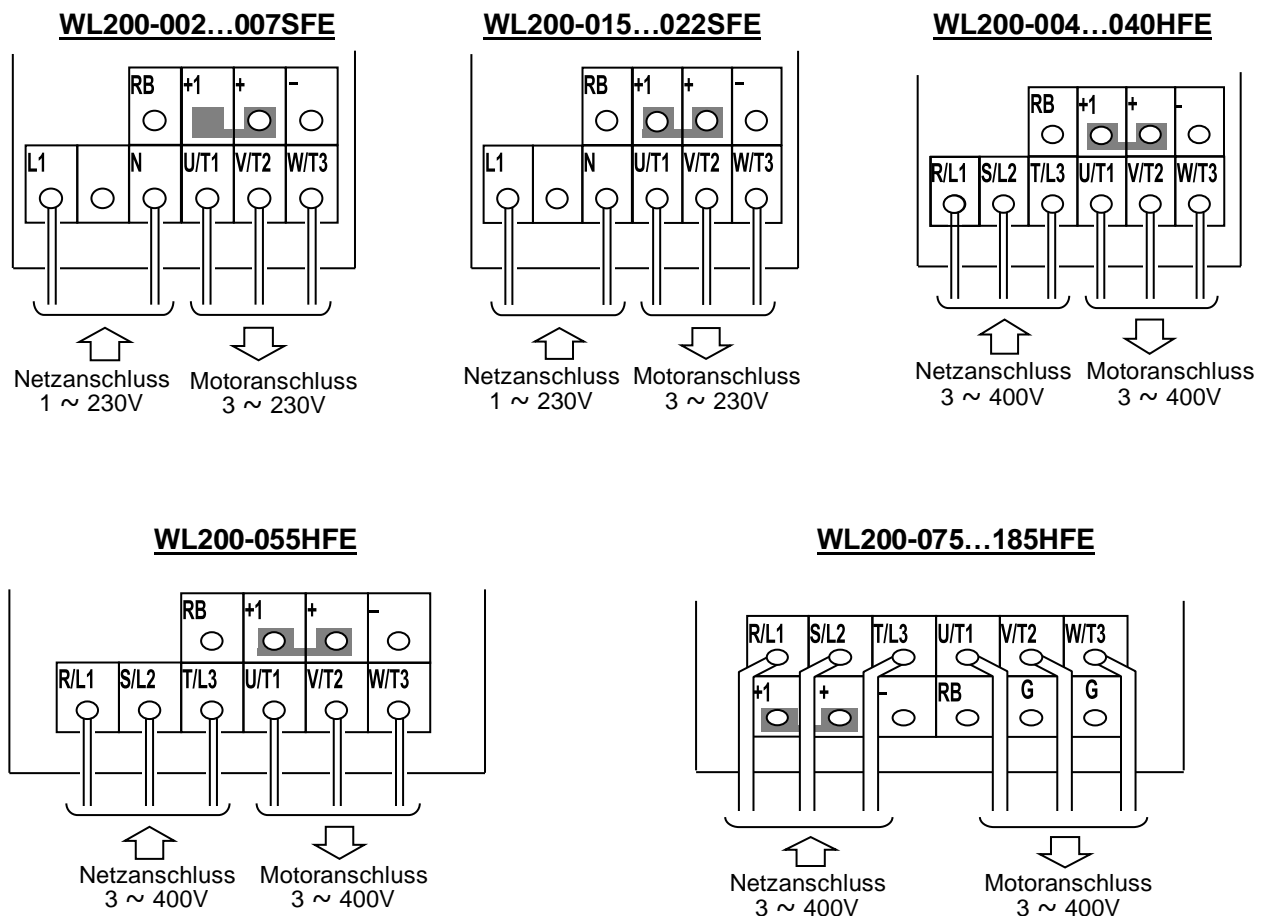 WL200-002…007SFE
RB +1 + −
L1 N U/T1 V/T2 W/T3
Netzanschluss
1 ~ 230V
Motoranschluss
3 ~ 230V
WL200-015…022SFE
RB +1 + −
L1 N U/T1 V/T2 W/T3
Netzanschluss
1 ~ 230V
Motoranschluss
3 ~ 230V
WL200-004…040HFE
RB +1 + -
R/L1 S/L2 T/L3 U/T1 V/T2 W/T3
Netzanschluss
3 ~ 400V
Motoranschluss
3 ~ 400V
WL200-055HFE
RB +1 + −
R/L1 S/L2 T/L3 U/T1 V/T2 W/T3
Netzanschluss
3 ~ 400V
Motoranschluss
3 ~ 400V
WL200-075…185HFE
R/L1 S/L2 T/L3 U/T1 V/T2 W/T3
+1 + − RB G G
Netzanschluss
3 ~ 400V
Motoranschluss
3 ~ 400V